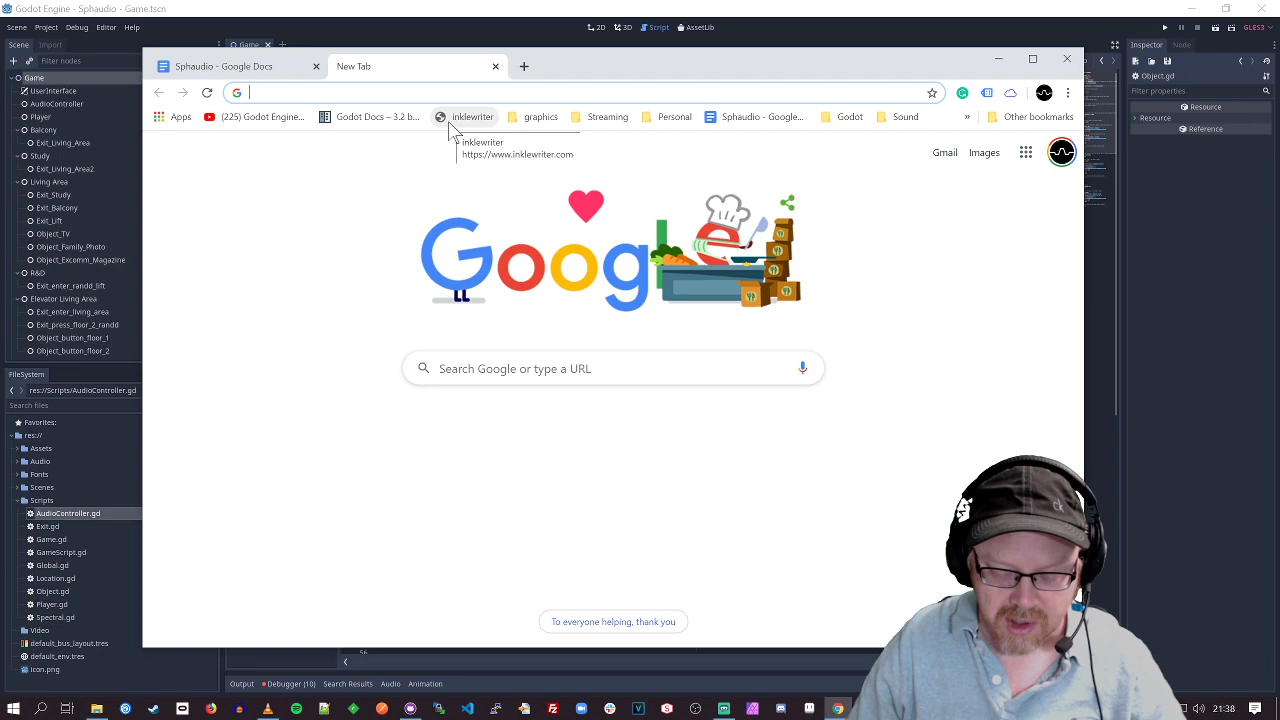 Godot Engine - Sphaudio - Game.tscn
Scene Project Debug Editor Help
2D 3D Script AssetLib
GLES3
Scene Import
Game
Inspector Node
Filter nodes
Sphaudio - Google Docs
New Tab
Object.gd
Filter properties
Resource
Resource
Reference
Game
UserInterface
AudioController
Player
Balcony
Exit_Living_Area
Study
Exit_Living_Area2
Living Area
Exit_Study
Exit_Balcony
Exit_Lift
Object_TV
Object_Family_Photo
Object_Excomm_Magazine
R&D
Exit_enter_randd_lift
Elevator Living Area
Exit_enter_living_area
Exit_press_floor_2_randd
Object_button_floor_1
Object_button_floor_2
Apps
(225) Godot Engine...
inklewriter
Streaming
Personal
Sphaudio - Google...
Godot
Sound
»
Other bookmarks
inklewriter
https://www.inklewriter.com
Gmail Images
Google
Search Google or type a URL
To everyone helping, thank you
FileSystem
res://Scripts/AudioController.gd
Search files
Favorites:
res://
Assets
Audio
Fonts
Scenes
Scripts
AudioController.gd
Exit.gd
Game.gd
GameScript.gd
Global.gd
Location.gd
Object.gd
Player.gd
Spectral.gd
Video
default_bus_layout.tres
default_env.tres
icon.png
56
Output Debugger (10) Search Results Audio Animation
21:38